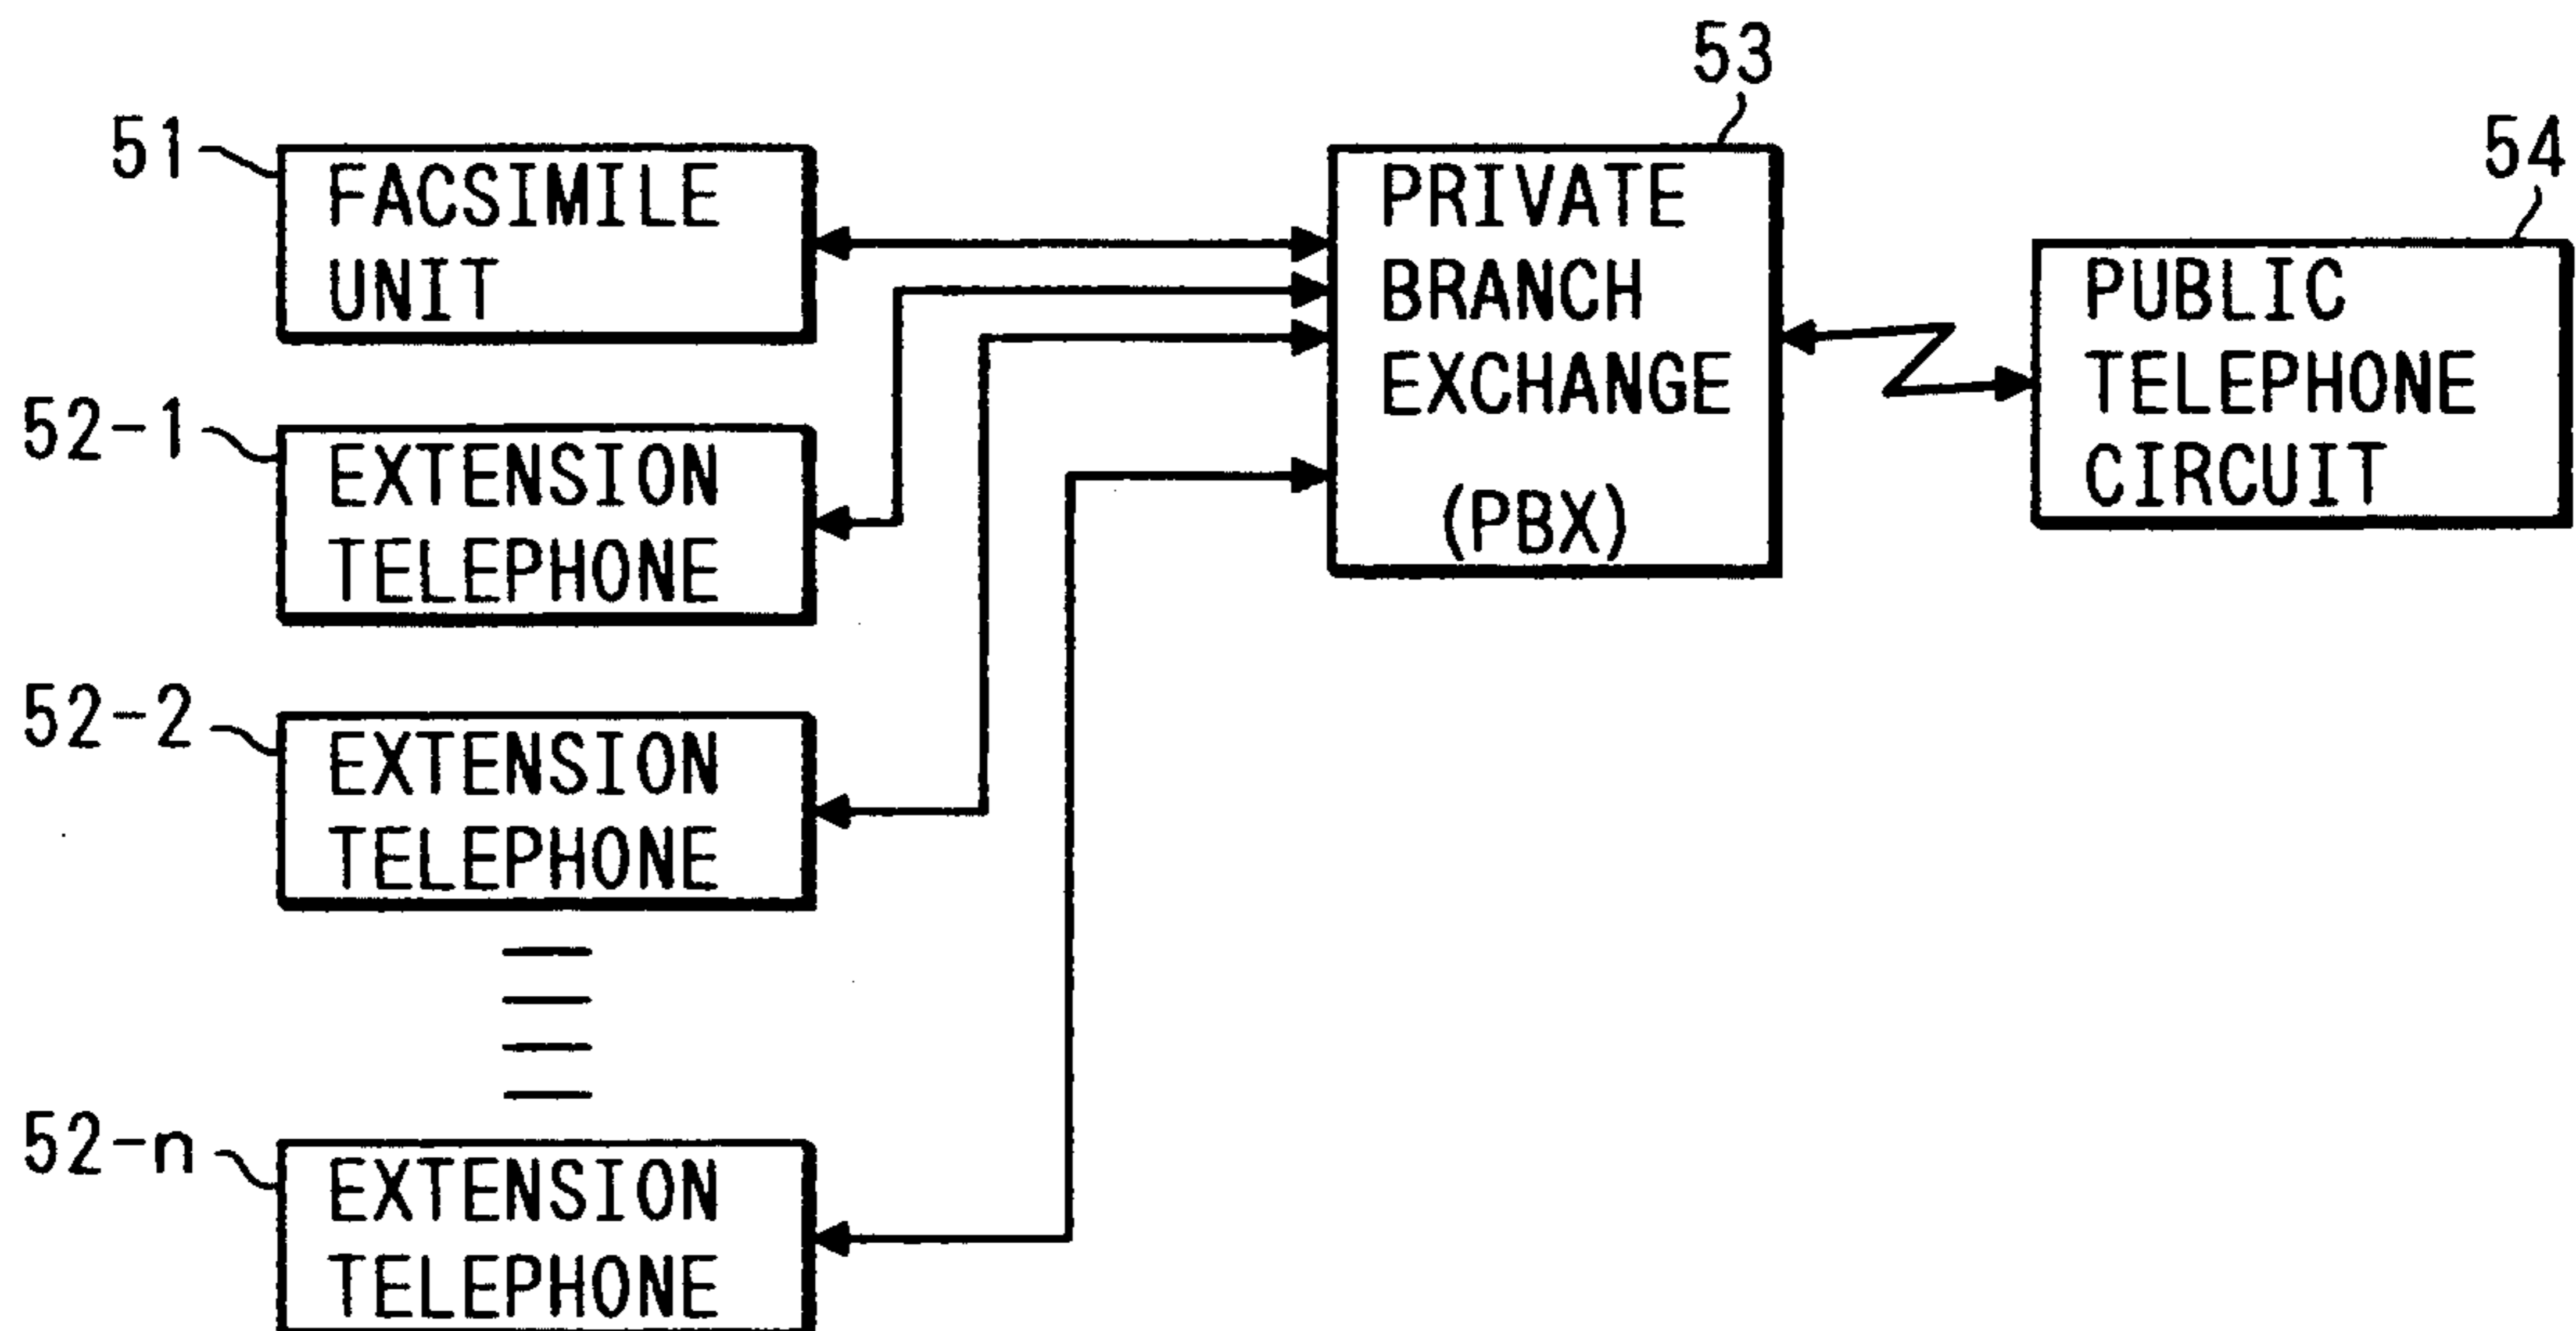 51
FACSIMILE
UNIT
52-1
EXTENSION
TELEPHONE
52-2
EXTENSION
TELEPHONE
52-n
EXTENSION
TELEPHONE
53
PRIVATE
BRANCH
EXCHANGE
(PBX)
54
PUBLIC
TELEPHONE
CIRCUIT